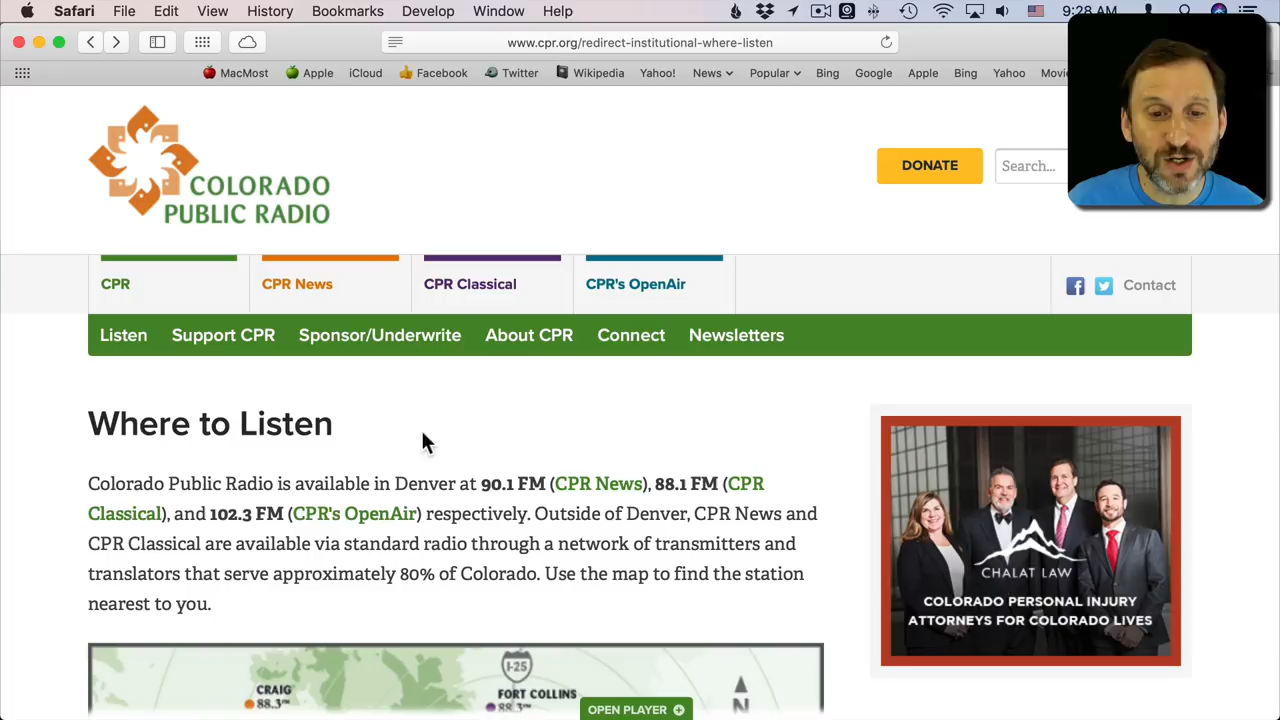 Safari File Edit View History Bookmarks Develop Window Help 9:28 AM
www.cpr.org/redirect-institutional-where-listen
MacMost Apple iCloud Facebook Twitter Wikipedia Yahoo! News Popular Bing Google Apple Bing Yahoo
COLORADO
PUBLIC RADIO
DONATE Search...
CPR CPR News CPR Classical CPR's OpenAir Contact
Listen Support CPR Sponsor/Underwrite About CPR Connect Newsletters
Where to Listen
Colorado Public Radio is available in Denver at 90.1 FM (CPR News), 88.1 FM (CPR
Classical), and 102.3 FM (CPR's OpenAir) respectively. Outside of Denver, CPR News and
CPR Classical are available via standard radio through a network of transmitters and
translators that serve approximately 80% of Colorado. Use the map to find the station
nearest to you.
CHALAT LAW
COLORADO PERSONAL INJURY
ATTORNEYS FOR COLORADO LIVES
I-25
CRAIG
88.3FM
FORT COLLINS
88.3FM
N
OPEN PLAYER